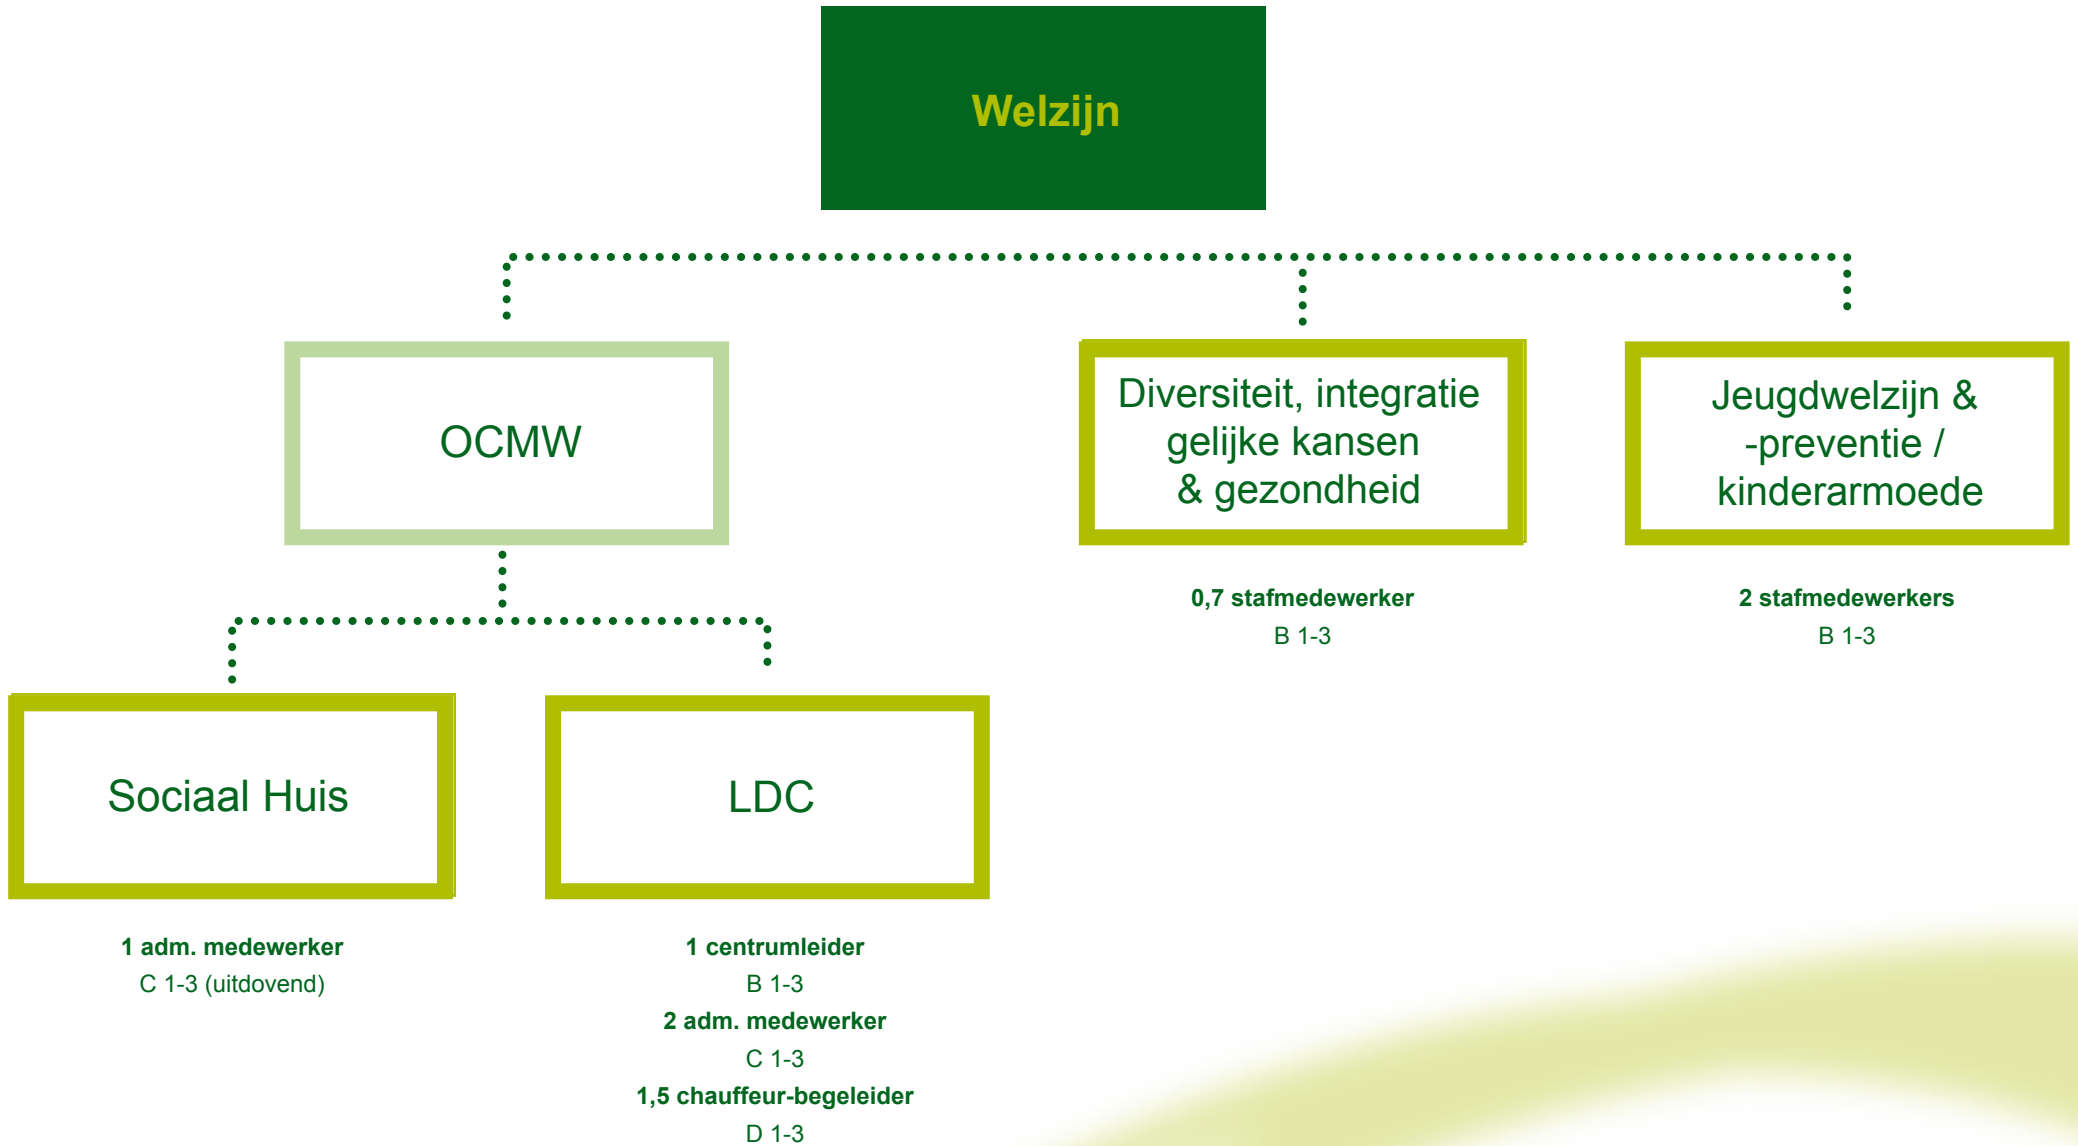 Welzijn
OCMW
Diversiteit, integratie
gelijke kansen
& gezondheid
Jeugdwelzijn &
-preventie /
kinderarmoede
0,7 stafmedewerker
B 1-3
2 stafmedewerkers
B 1-3
Sociaal Huis
LDC
1 adm. medewerker
C 1-3 (uitdovend)
1 centrumleider
B 1-3
2 adm. medewerker
C 1-3
1,5 chauffeur-begeleider
D 1-3